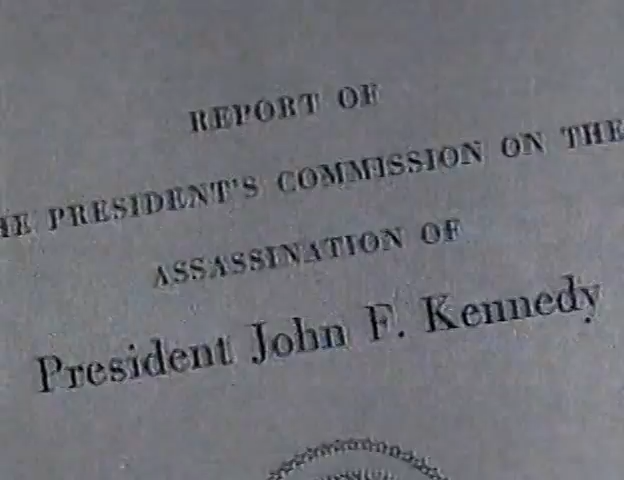 REPORT OF
HE PRESIDENT'S COMMISSION ON THE
ASSASSINATION OF
President John F. Kennedy